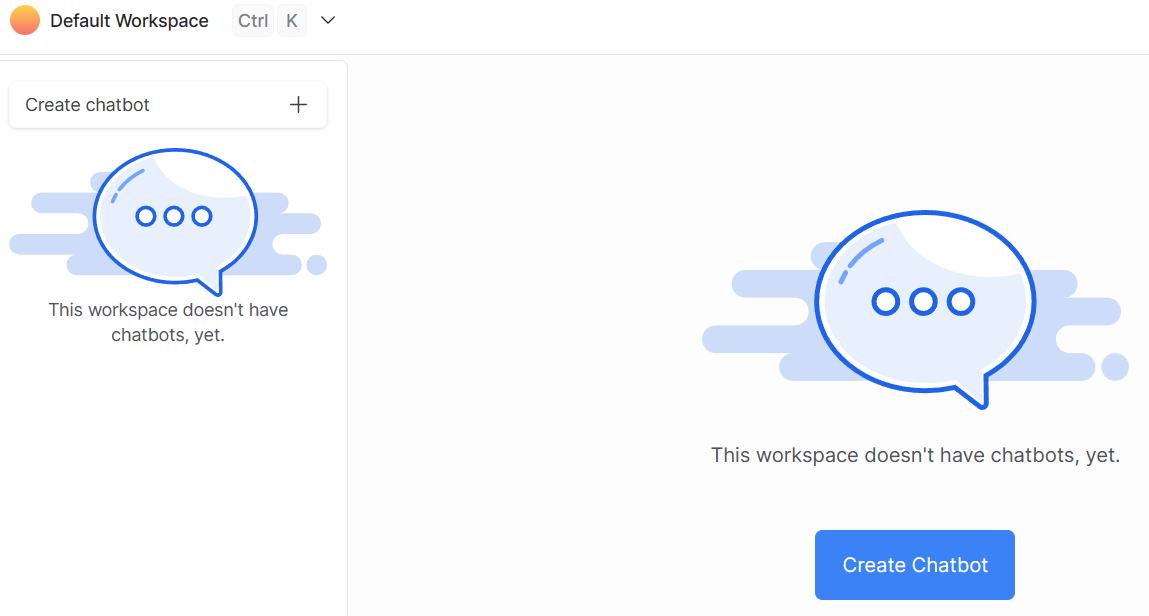 Default Workspace Ctrl K
Create chatbot
This workspace doesn't have
chatbots, yet.
This workspace doesn't have chatbots, yet.
Create Chatbot